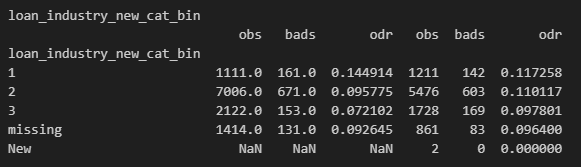 loan_industry_new_cat_bin
obs bads odr obs bads odr
loan_industry_new_cat_bin
1 1111.0 161.0 0.144914 1211 142 0.117258
2 7006.0 671.0 0.095775 5476 603 0.110117
3 2122.0 153.0 0.072102 1728 169 0.097801
missing 1414.0 131.0 0.092645 861 83 0.096400
New NaN NaN NaN 2 0 0.000000